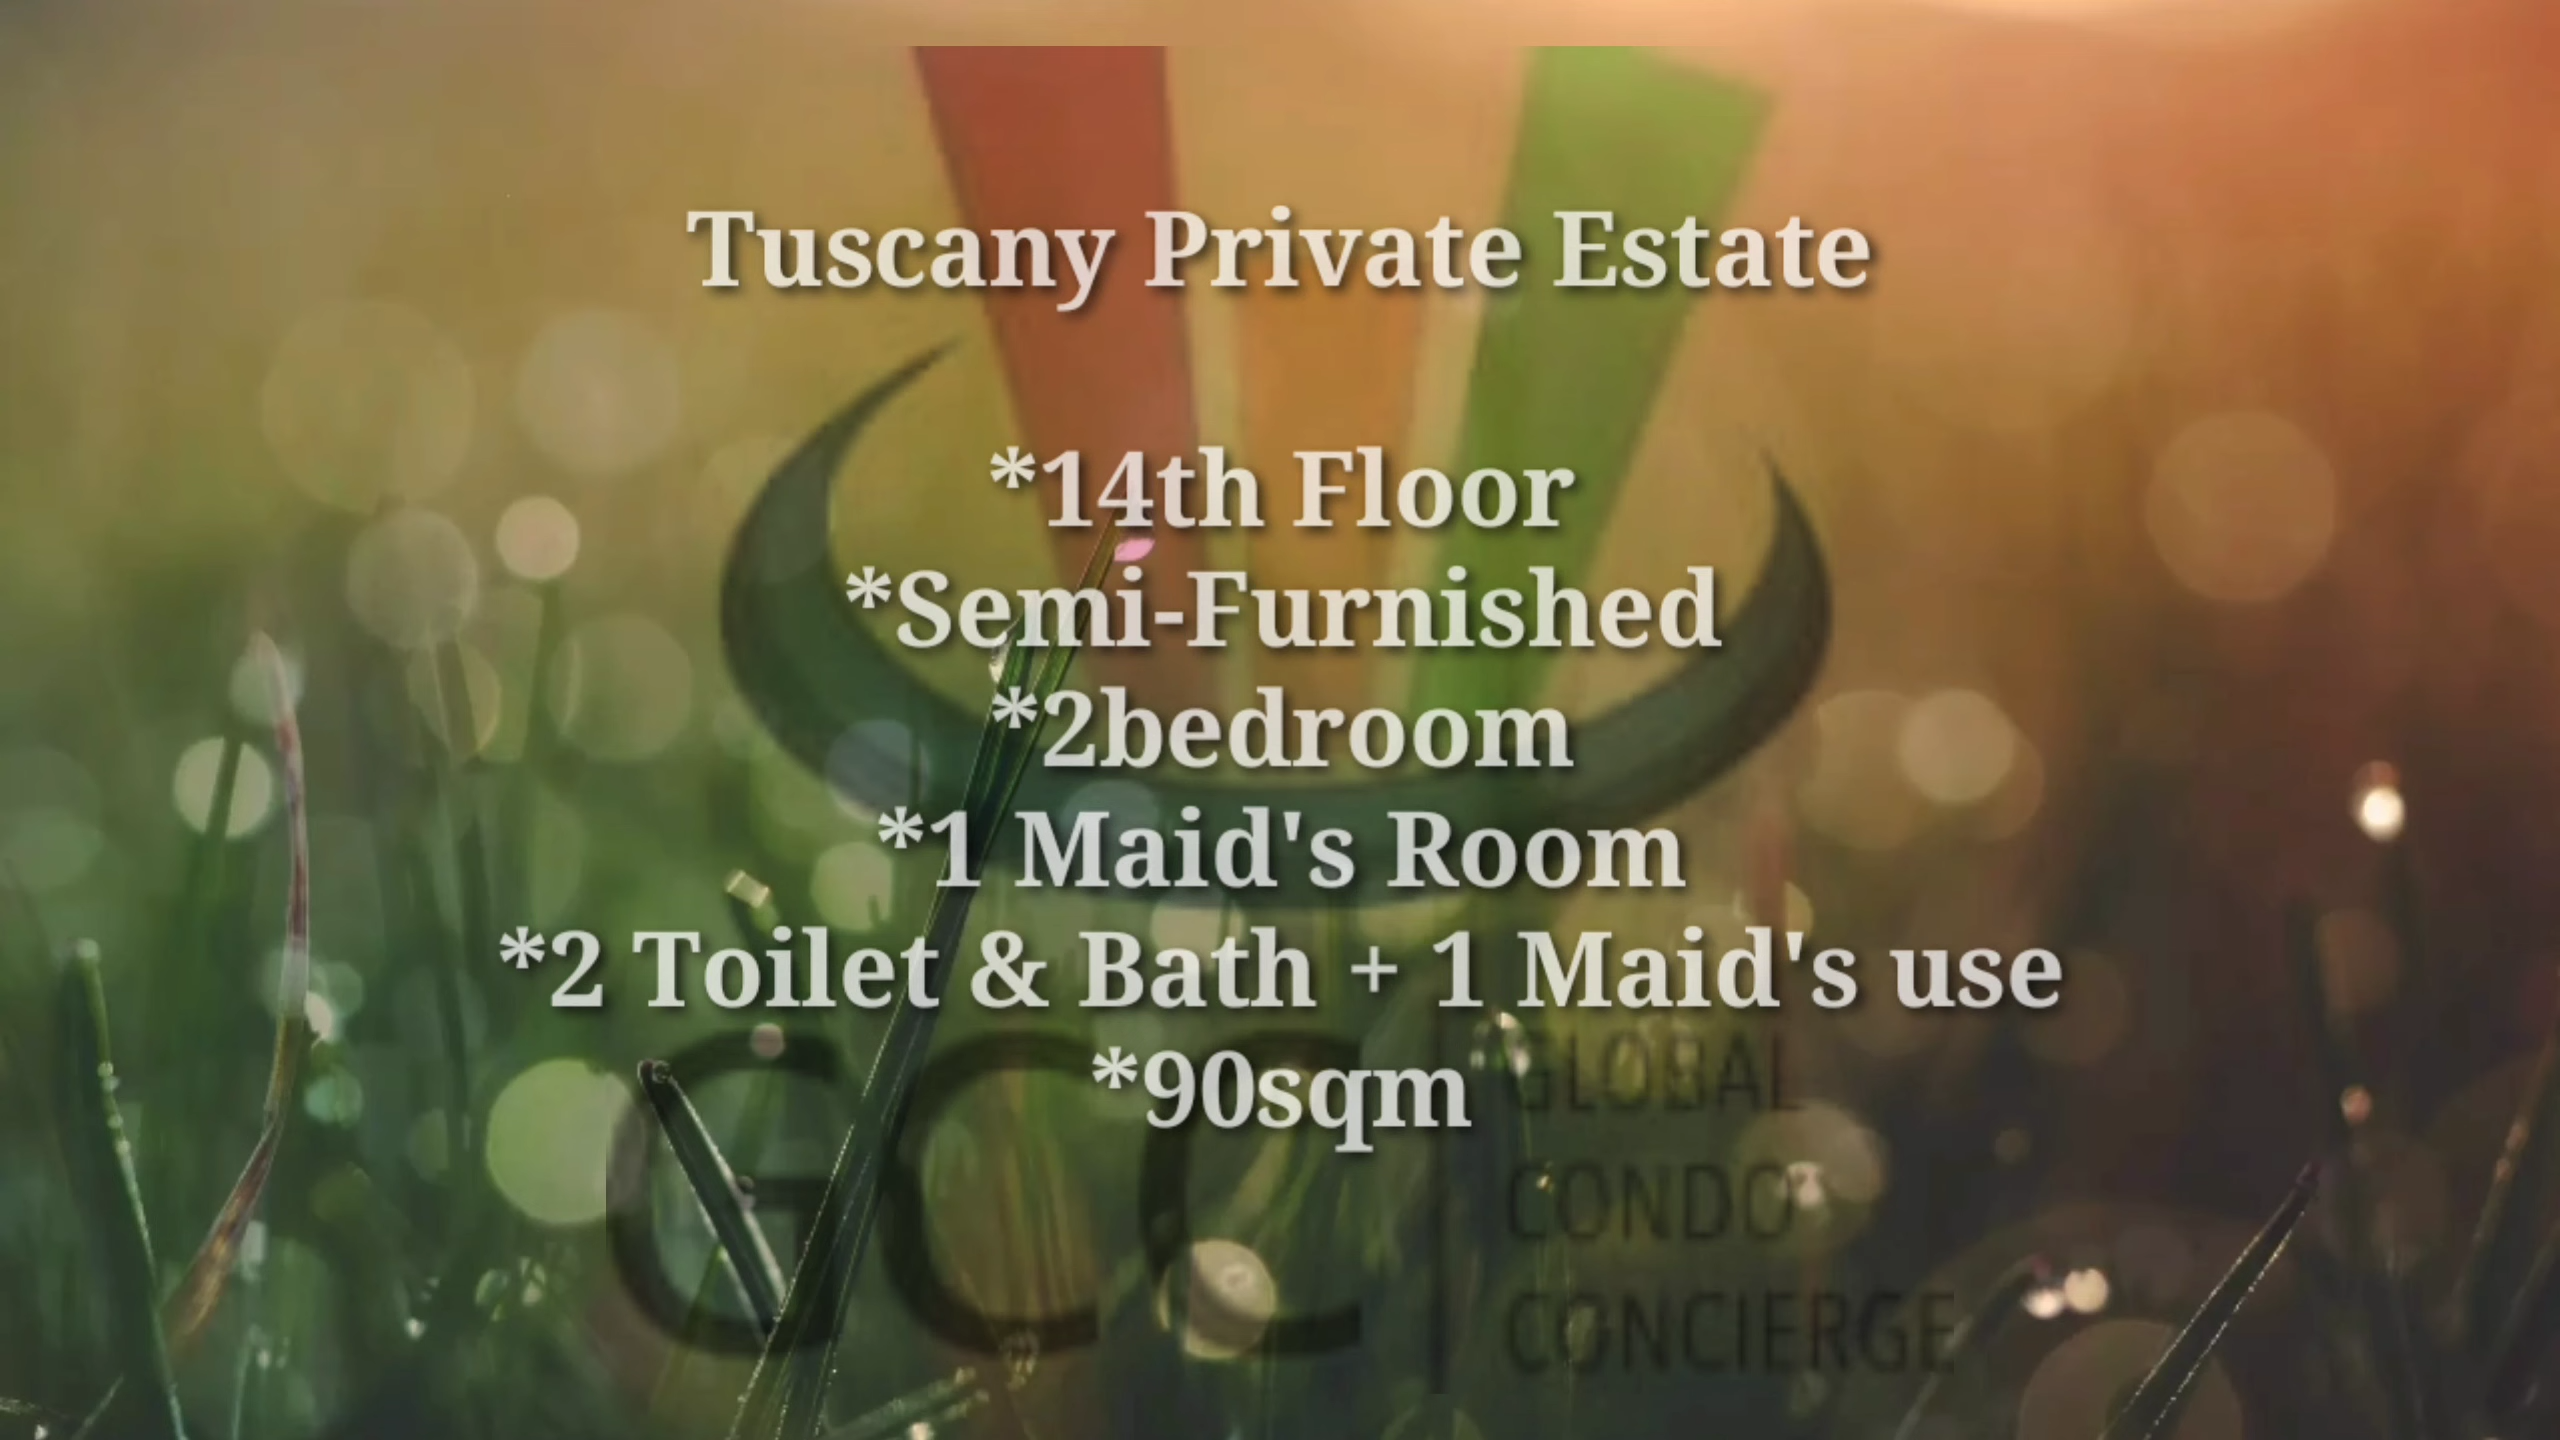 Tuscany Private Estate
*14th Floor
*Semi-Furnished
*2bedroom
*1 Maid's Room
*2 Toilet & Bath + 1 Maid's use
*90sqm
GCC
GLOBAL
CONDO
CONCIERGE